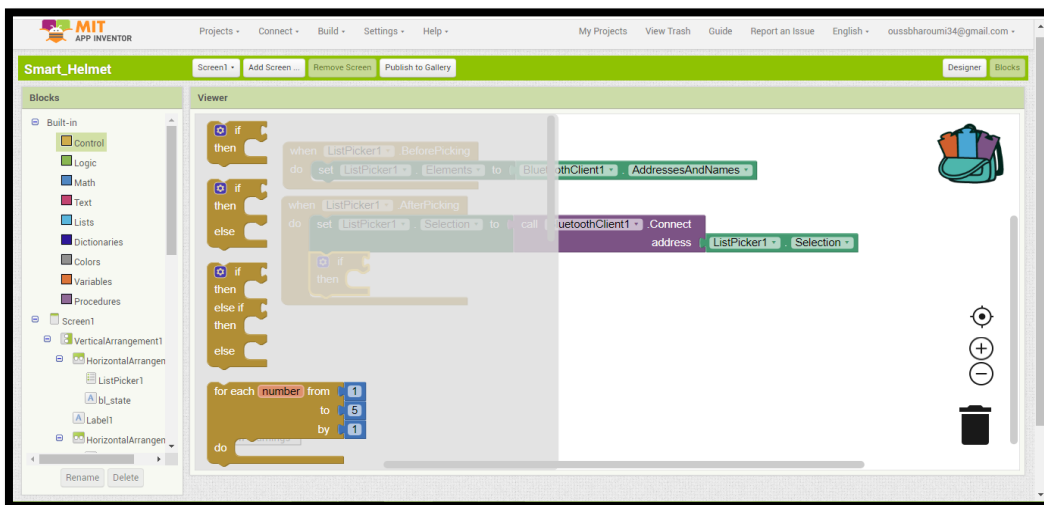 MIT
APP INVENTOR
Projects Connect Build Settings Help My Projects View Trash Guide Report an Issue English oussbharoumi34@gmail.com
Smart_Helmet Screen1 Add Screen ... Remove Screen Publish to Gallery Designer Blocks
Blocks Viewer
Built-in
Control
Logic
Math
Text
Lists
Dictionaries
Colors
Variables
Procedures
Screen1
VerticalArrangement1
HorizontalArrangen
ListPicker1
bl_state
Label1
HorizontalArrangen
Rename Delete
if
then
if
then
else
if
then
else if
then
else
for each number from 1
to 5
by 1
do
when ListPicker1 .BeforePicking
do set ListPicker1 . Elements to BluetoothClient1 . AddressesAndNames
when ListPicker1 .AfterPicking
do set ListPicker1 . Selection to call BluetoothClient1 .Connect
address ListPicker1 . Selection
if
then